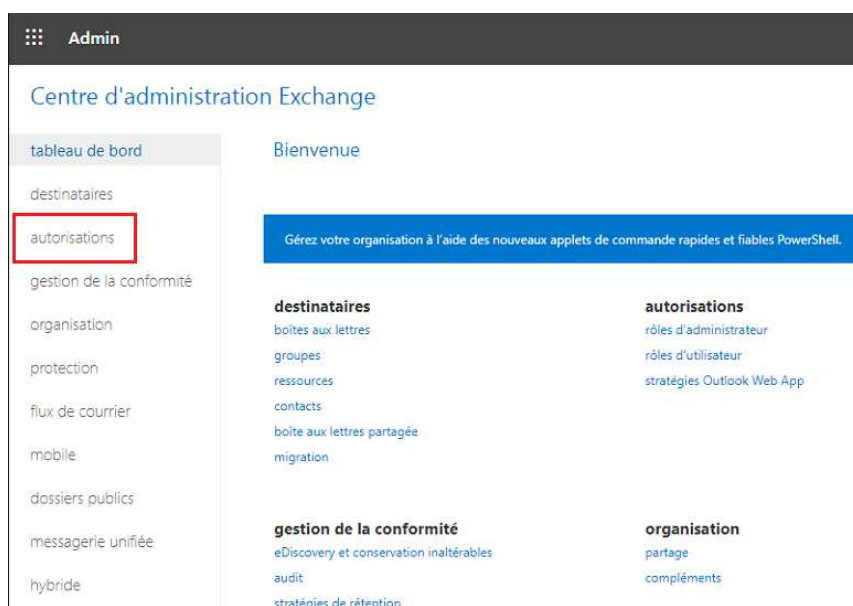 Admin
Centre d'administration Exchange
tableau de bord
destinataires
autorisations
gestion de la conformité
organisation
protection
flux de courrier
mobile
dossiers publics
messagerie unifiée
hybride
Bienvenue
Gérez votre organisation à l'aide des nouveaux applets de commande rapides et fiables PowerShell.
destinataires
boîtes aux lettres
groupes
ressources
contacts
boîte aux lettres partagée
migration
autorisations
rôles d'administrateur
rôles d'utilisateur
stratégies Outlook Web App
gestion de la conformité
eDiscovery et conservation inaltérables
audit
stratégies de rétention
organisation
partage
compléments